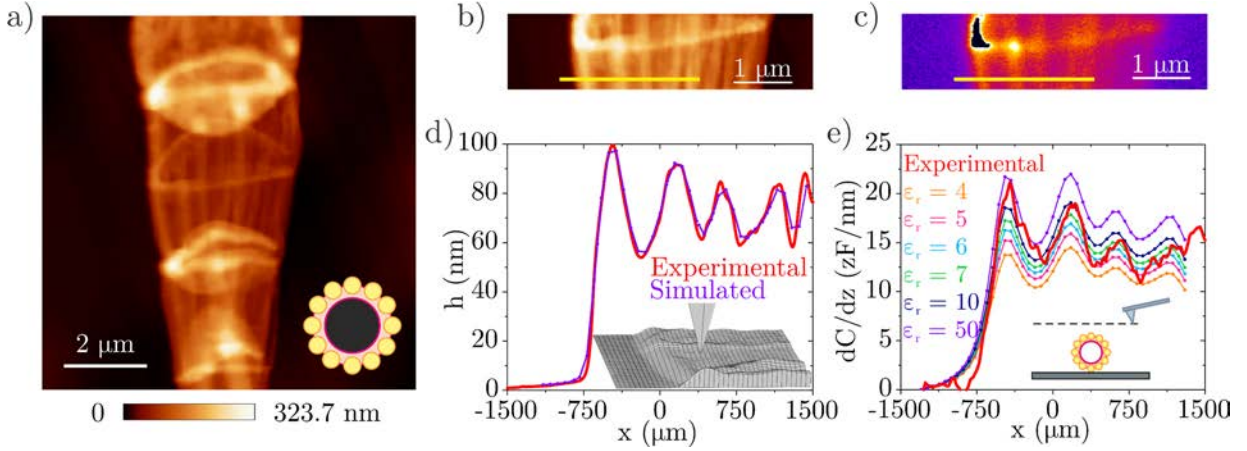 a)
2 μm
0
323.7 nm
b)
1 μm
c)
1 μm
d)
h (nm)
100
80
60
40
20
0
Experimental
Simulated
-1500
-750
0
750
1500
x (μm)
e)
dC/dz (zF/nm)
25
20
15
10
5
0
Experimental
εr = 4
εr = 5
εr = 6
εr = 7
εr = 10
εr = 50
-1500
-750
0
750
1500
x (μm)